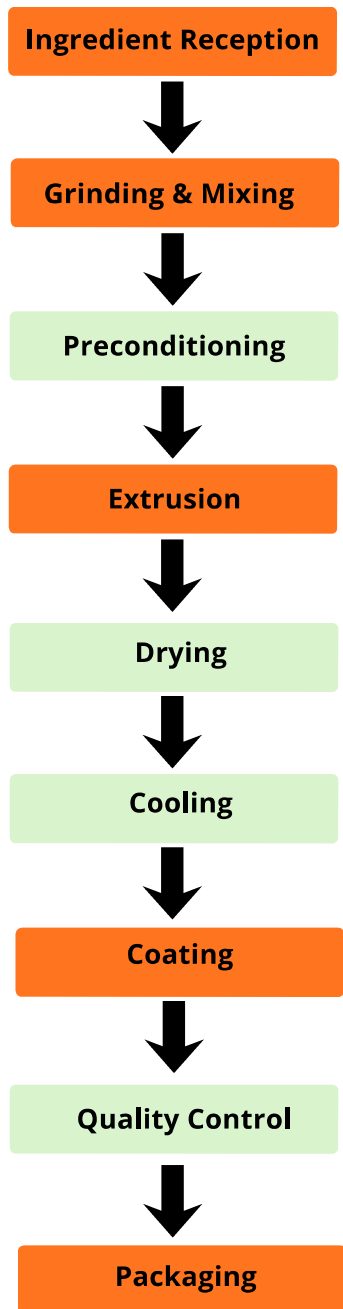 Ingredient Reception
Grinding & Mixing
Preconditioning
Extrusion
Drying
Cooling
Coating
Quality Control
Packaging